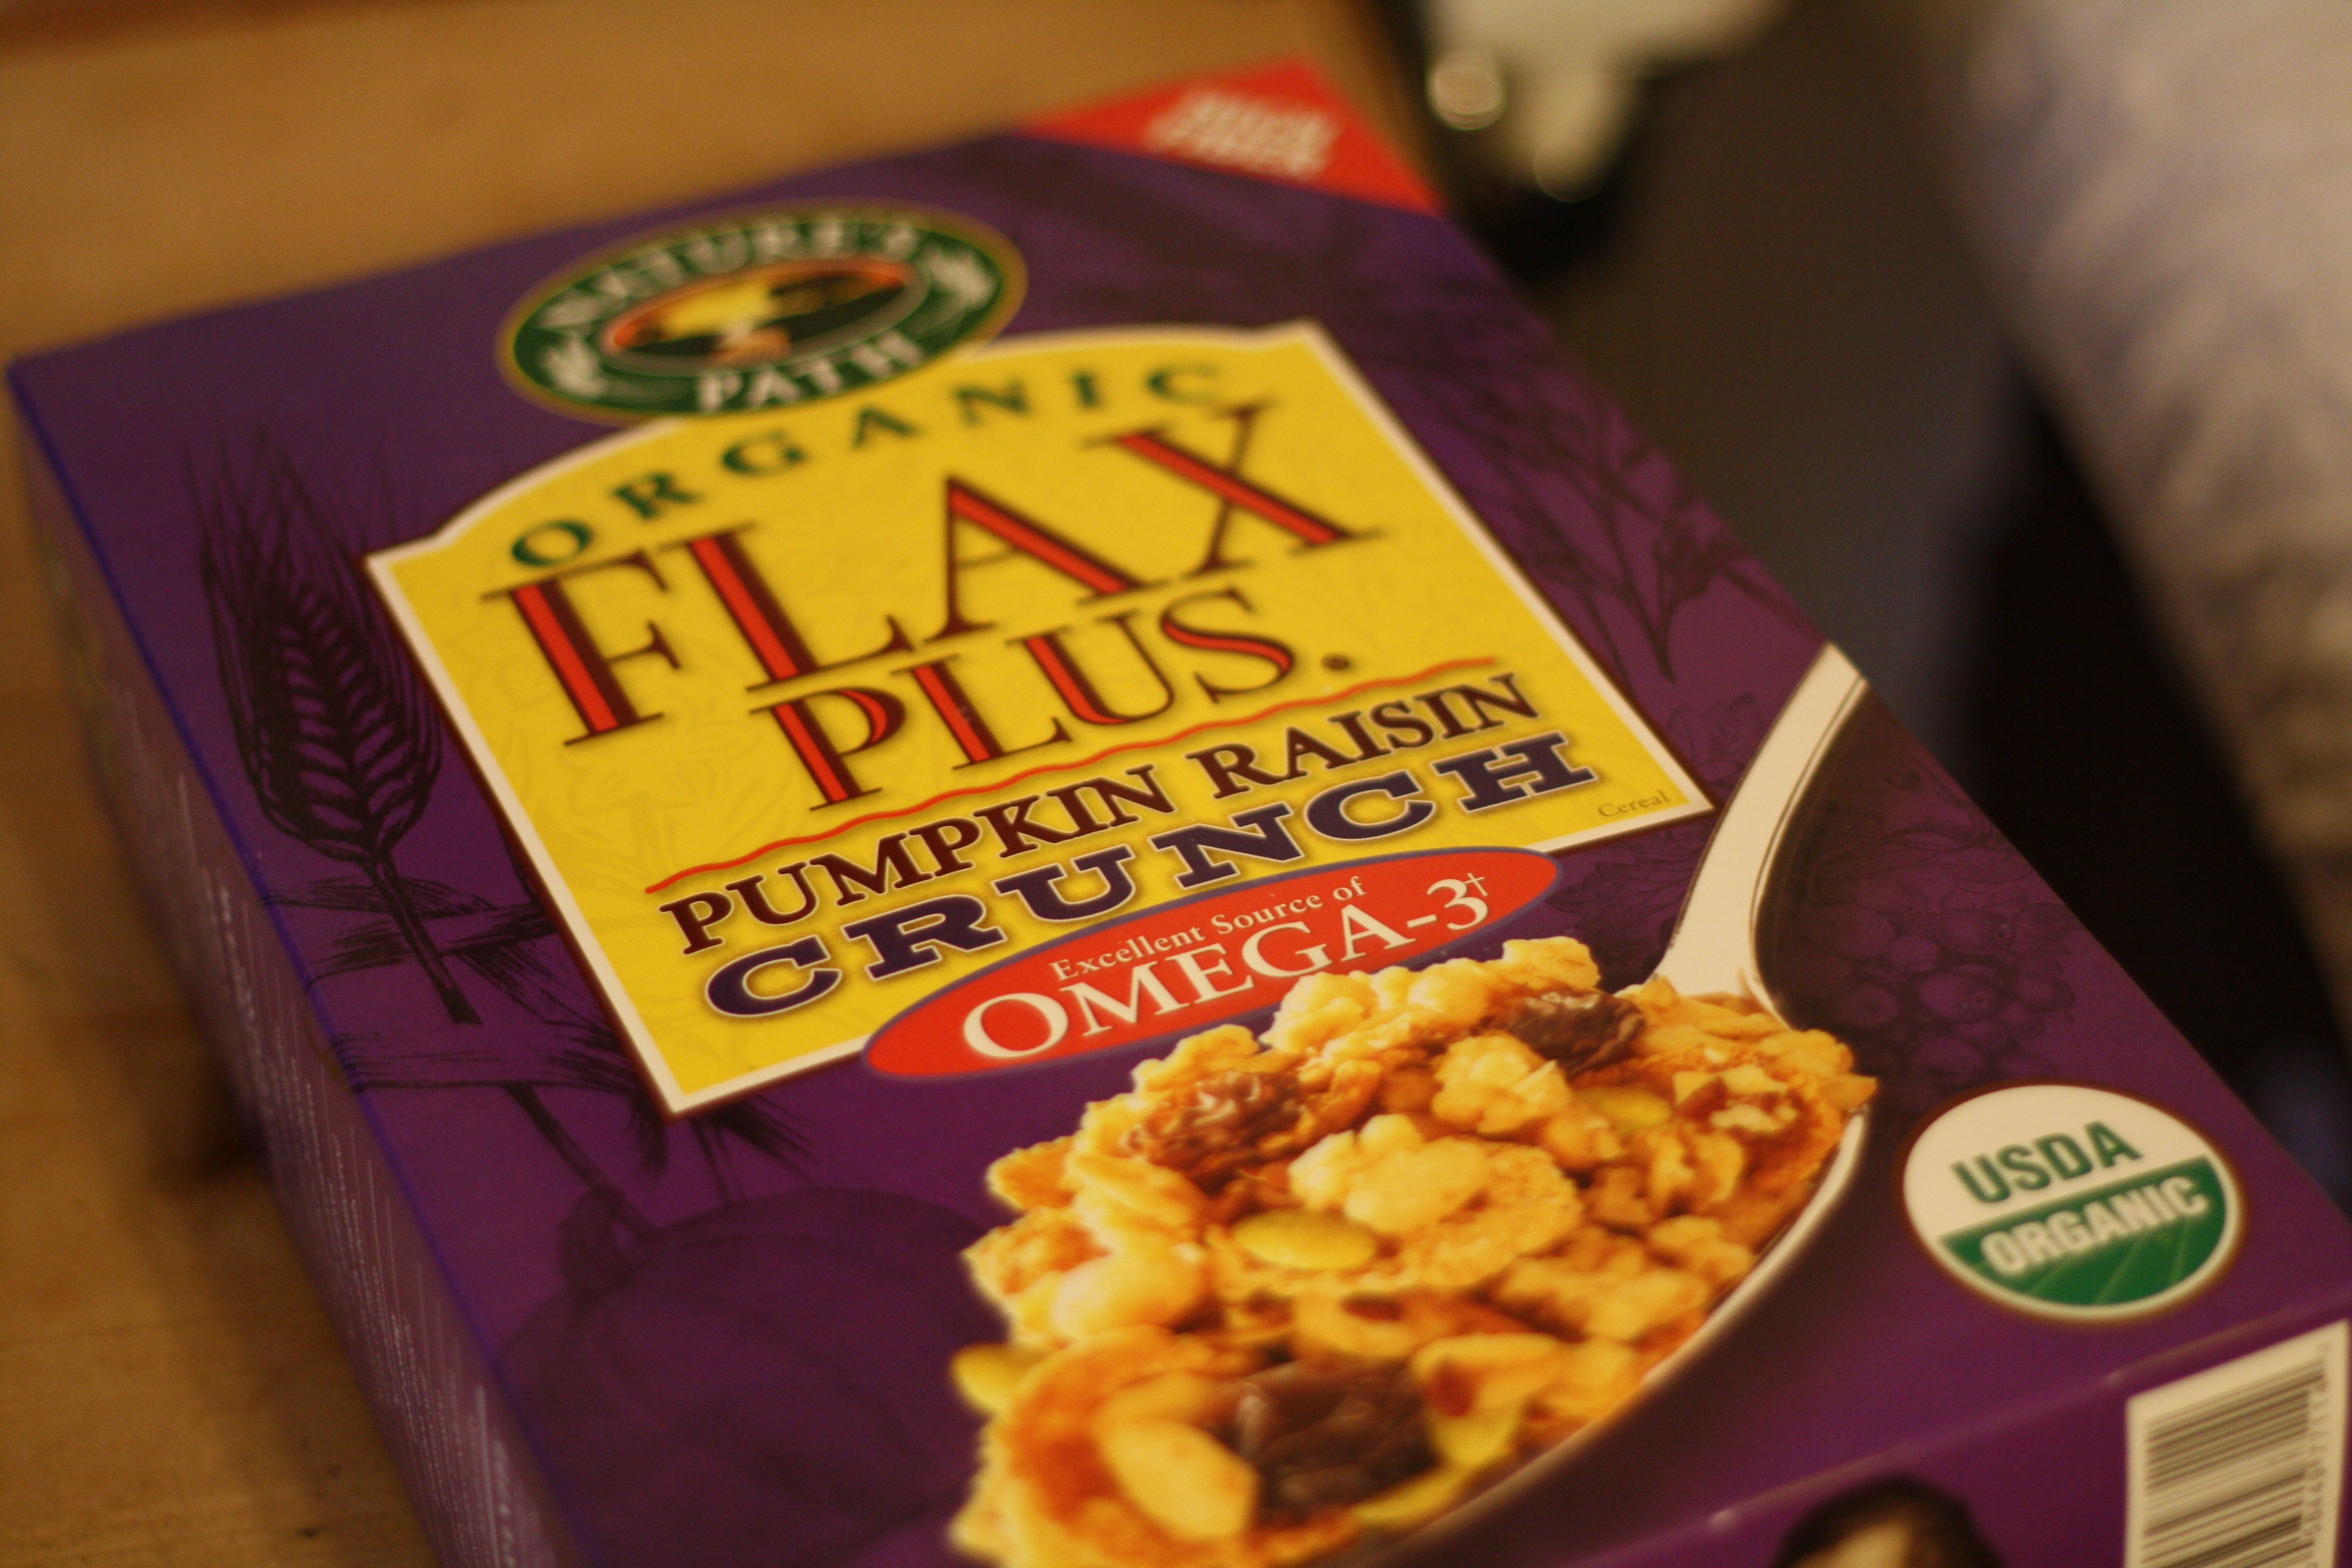 NATURE'S
PATH
ORGANIC
FLAX
PLUS.
PUMPKIN RAISIN
CRUNCH
Cereal
Excellent Source of
OMEGA-3†
USDA
ORGANIC